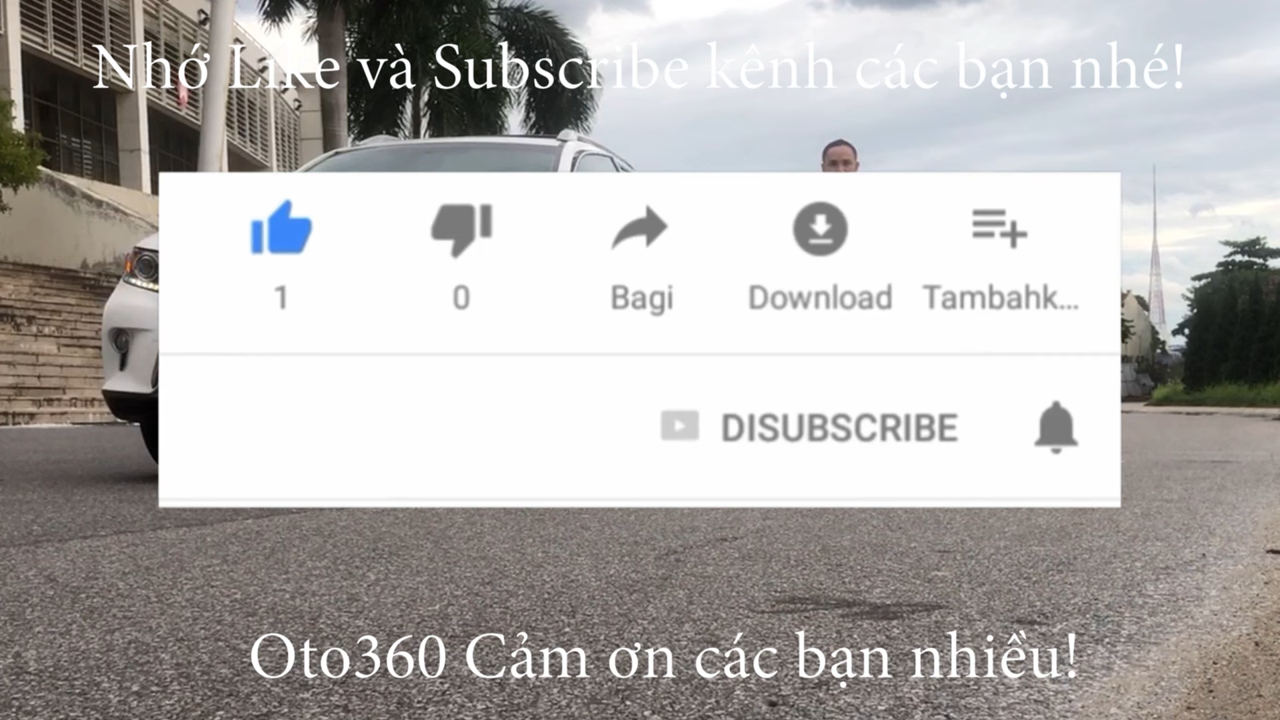 Nhớ Like và Subscribe kênh các bạn nhé!
1 0 Bagi Download Tambahk...
DISUBSCRIBE
Oto360 Cảm ơn các bạn nhiều!